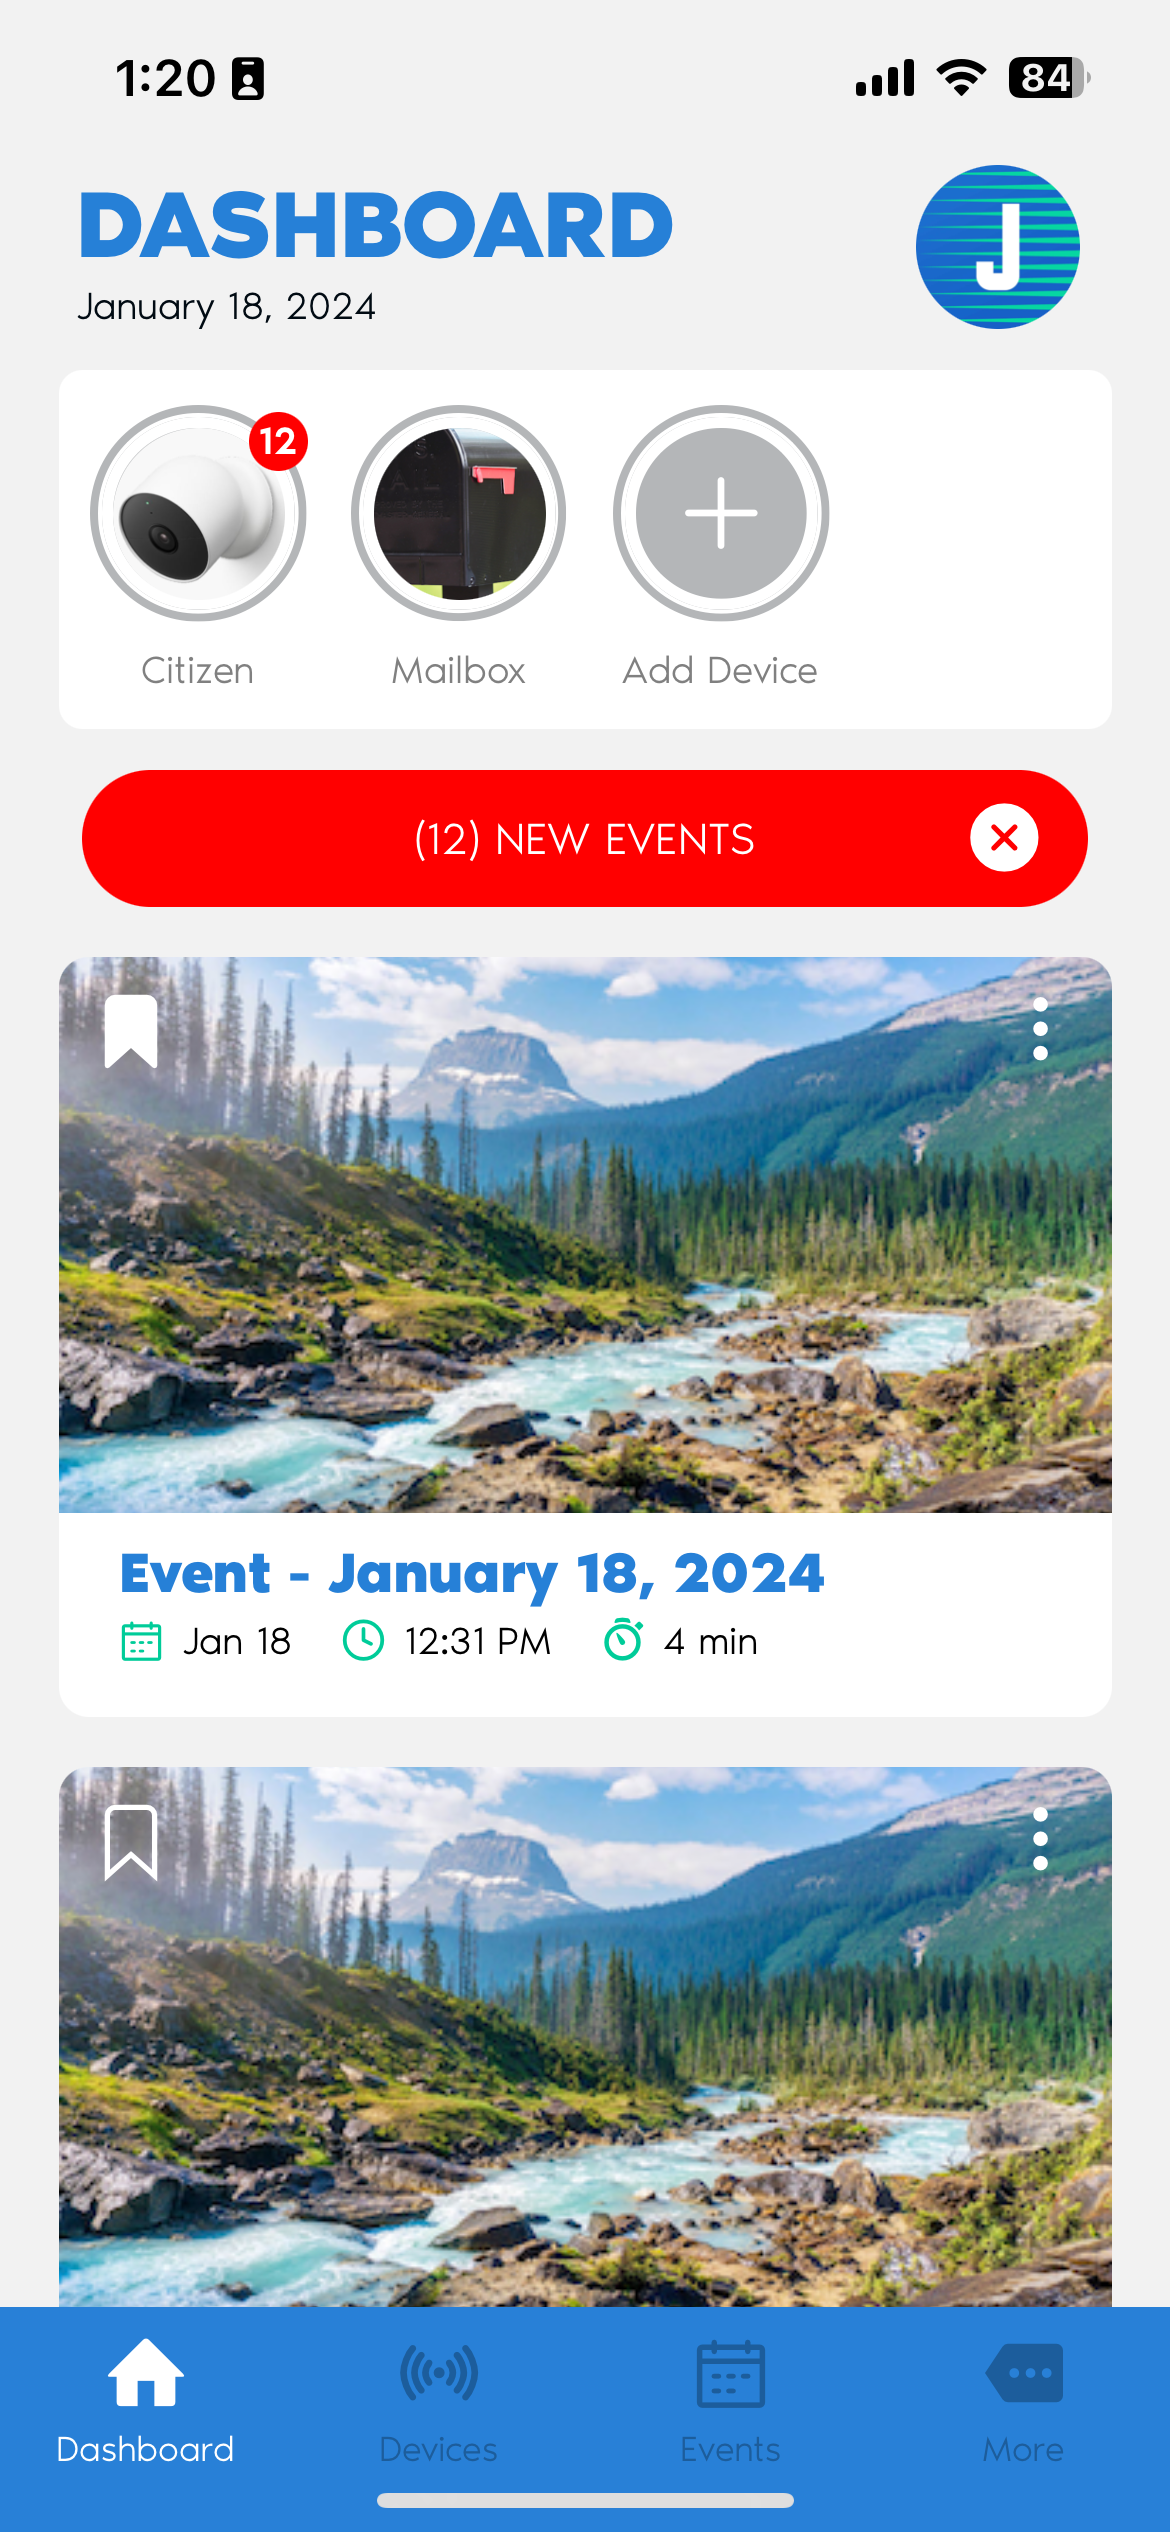 1:20
84
DASHBOARD
January 18, 2024
J
12
Citizen
Mailbox
Add Device
(12) NEW EVENTS
Event - January 18, 2024
Jan 18 12:31 PM 4 min
Dashboard Devices Events More